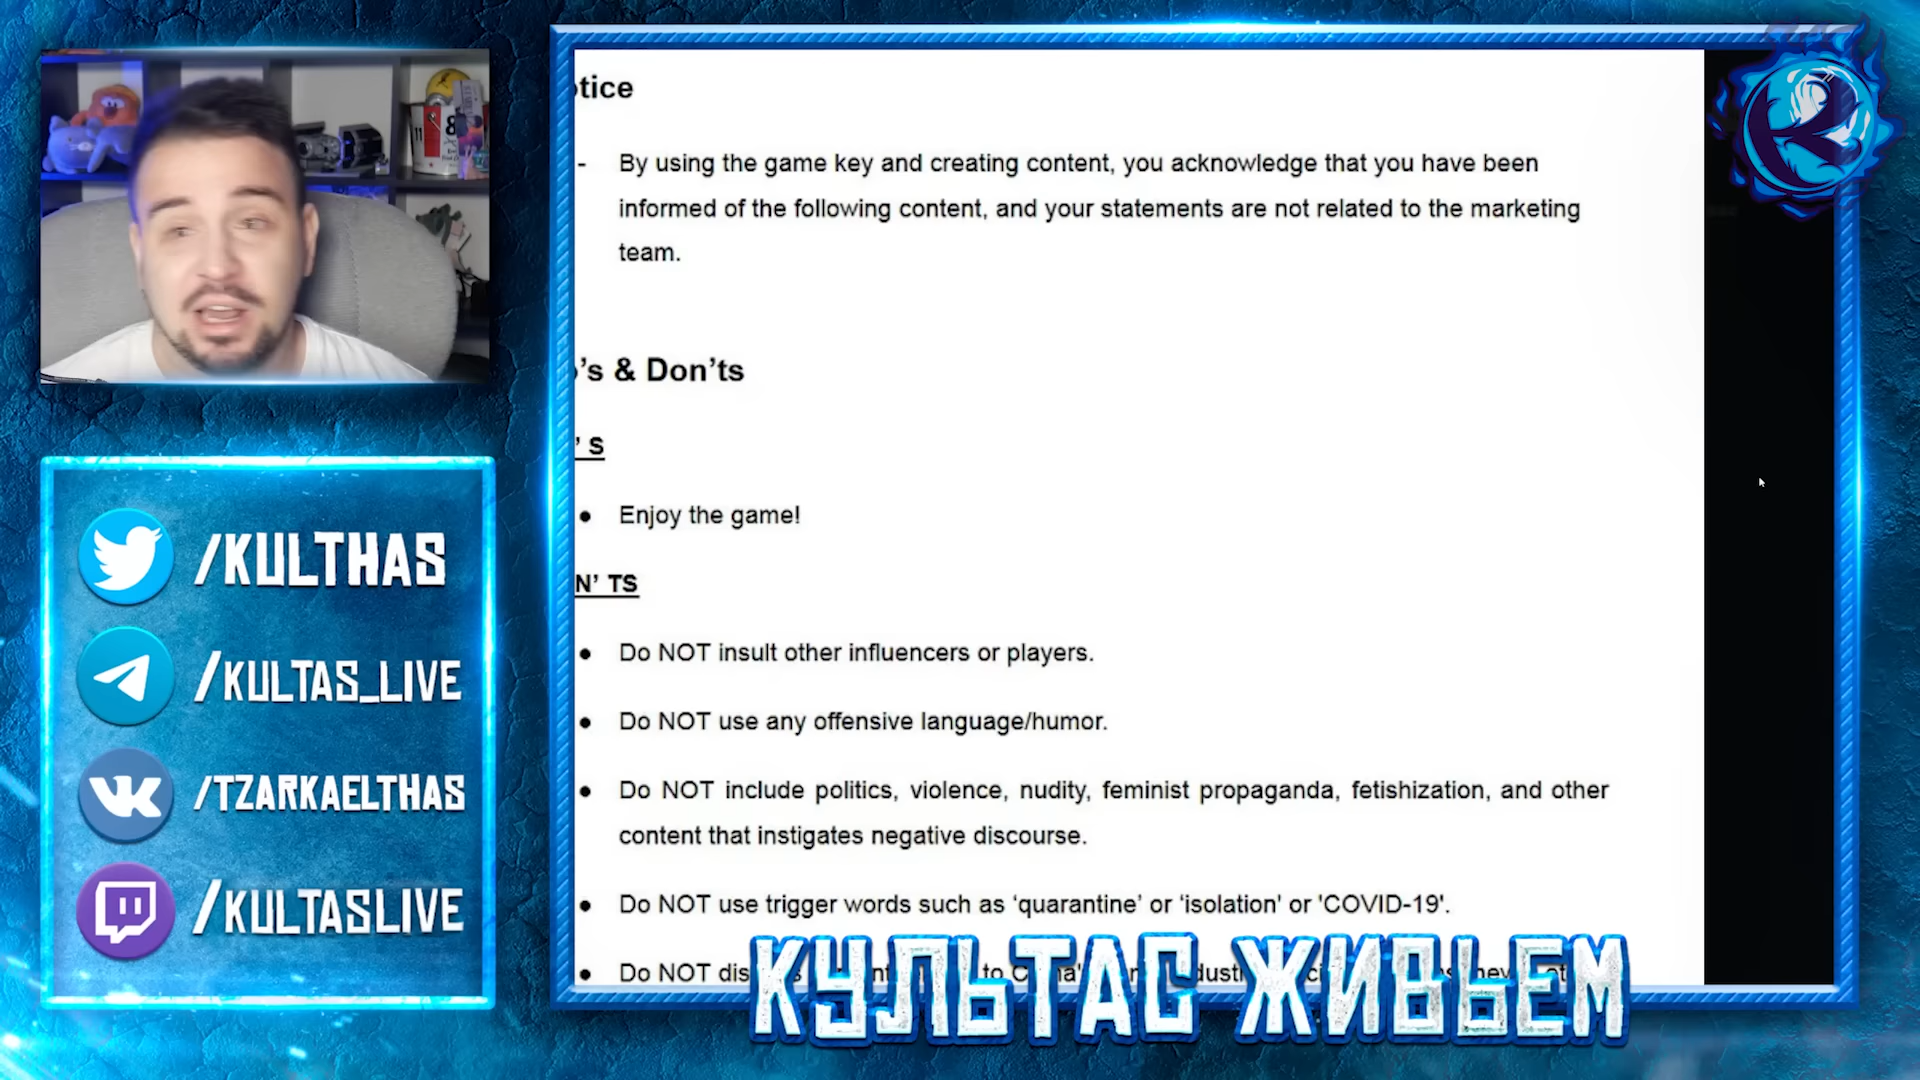 otice
- By using the game key and creating content, you acknowledge that you have been
informed of the following content, and your statements are not related to the marketing
team.
's & Don'ts
' S
● Enjoy the game!
N' TS
● Do NOT insult other influencers or players.
● Do NOT use any offensive language/humor.
● Do NOT include politics, violence, nudity, feminist propaganda, fetishization, and other
content that instigates negative discourse.
● Do NOT use trigger words such as ‘quarantine’ or ‘isolation' or 'COVID-19'.
● Do NOT to
/KULTHAS
/KULTAS_LIVE
/TZARKAELTHAS
/KULTASLIVE
КУЛЬТАС ЖИВЬЕМ